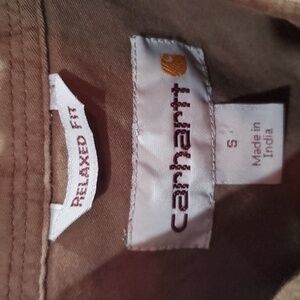 RELAXED FIT
carhartt
S
Made in
India